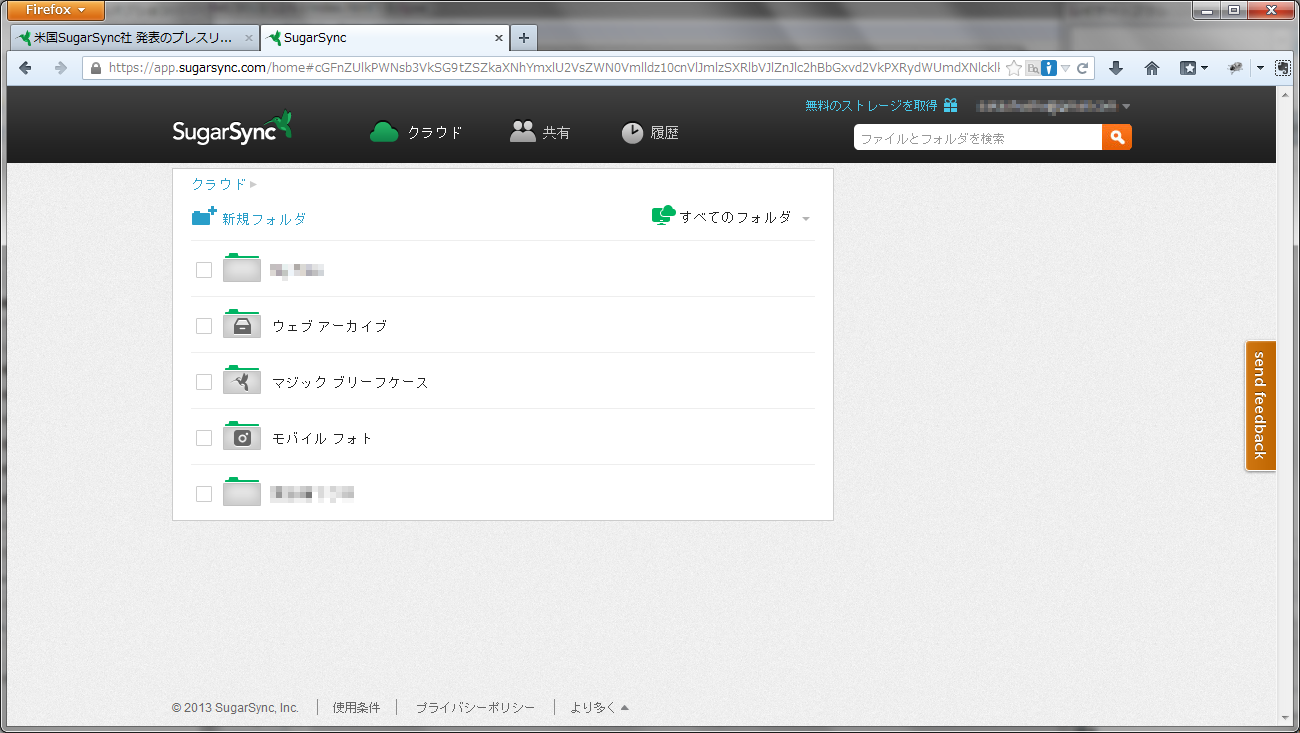 Firefox
米国SugarSync社 発表のプレスリ...
SugarSync
https://app.sugarsync.com/home#
SugarSync
クラウド
共有
履歴
無料のストレージを取得
ファイルとフォルダを検索
クラウド
新規フォルダ
すべてのフォルダ
ウェブ アーカイブ
マジック ブリーフケース
モバイル フォト
send feedback
© 2013 SugarSync, Inc.
使用条件
プライバシーポリシー
より多く